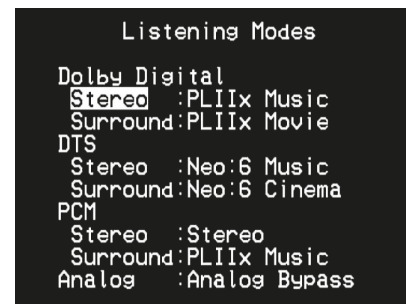 Listening Modes
Dolby Digital
Stereo :PLIIx Music
Surround:PLIIx Movie
DTS
Stereo :Neo:6 Music
Surround:Neo:6 Cinema
PCM
Stereo :Stereo
Surround:PLIIx Music
Analog :Analog Bypass